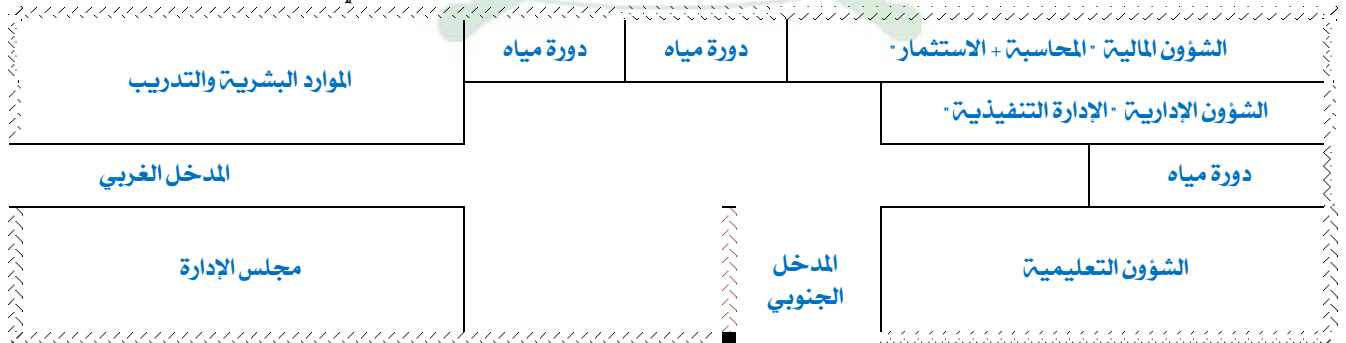 الشؤون المالية "المحاسبة + الاستثمار"
دورة مياه
دورة مياه
الموارد البشرية والتدريب
الشؤون الإدارية "الإدارة التنفيذية"
دورة مياه
المدخل الغربي
الشؤون التعليمية
المدخل
الجنوبي
مجلس الإدارة